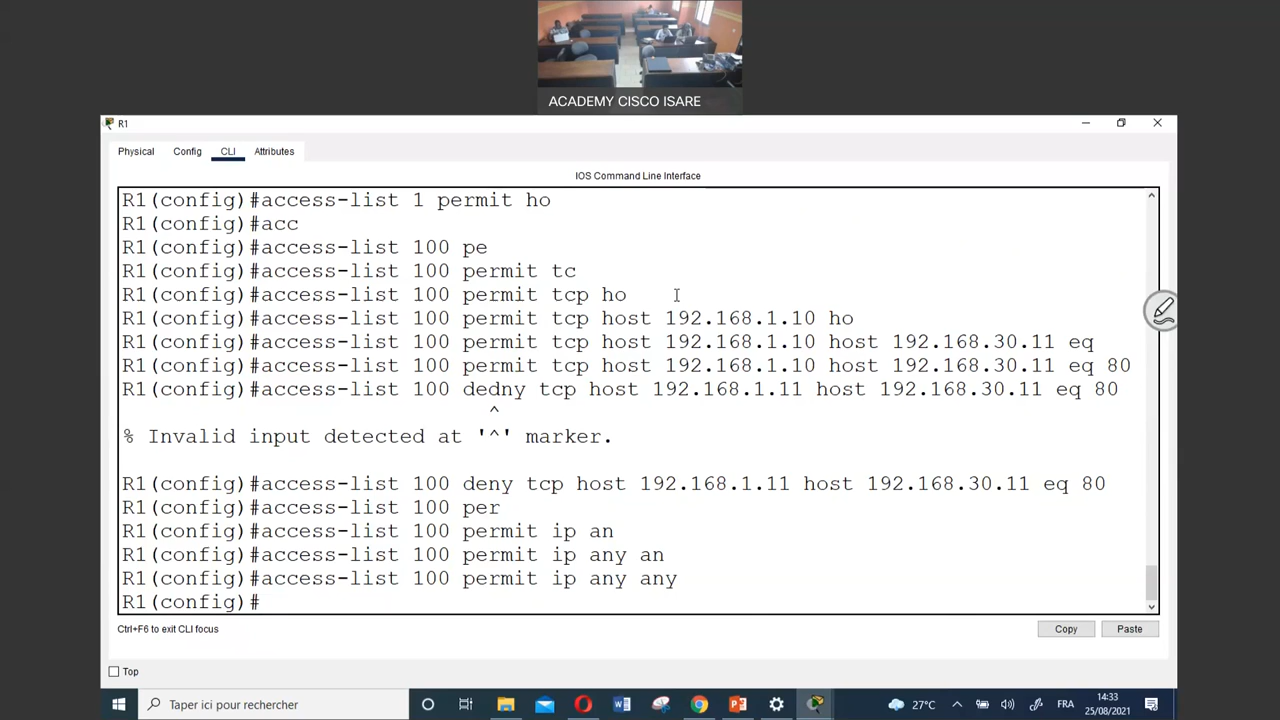 ACADEMY CISCO ISARE
R1
Physical Config CLI Attributes
IOS Command Line Interface
R1(config)#access-list 1 permit ho
R1(config)#acc
R1(config)#access-list 100 pe
R1(config)#access-list 100 permit tc
R1(config)#access-list 100 permit tcp ho
R1(config)#access-list 100 permit tcp host 192.168.1.10 ho
R1(config)#access-list 100 permit tcp host 192.168.1.10 host 192.168.30.11 eq
R1(config)#access-list 100 permit tcp host 192.168.1.10 host 192.168.30.11 eq 80
R1(config)#access-list 100 dedny tcp host 192.168.1.11 host 192.168.30.11 eq 80
^
% Invalid input detected at '^' marker.
R1(config)#access-list 100 deny tcp host 192.168.1.11 host 192.168.30.11 eq 80
R1(config)#access-list 100 per
R1(config)#access-list 100 permit ip an
R1(config)#access-list 100 permit ip any an
R1(config)#access-list 100 permit ip any any
R1(config)#
Ctrl+F6 to exit CLI focus
Copy Paste
Top
Taper ici pour rechercher
27°C FRA 14:33
25/08/2021